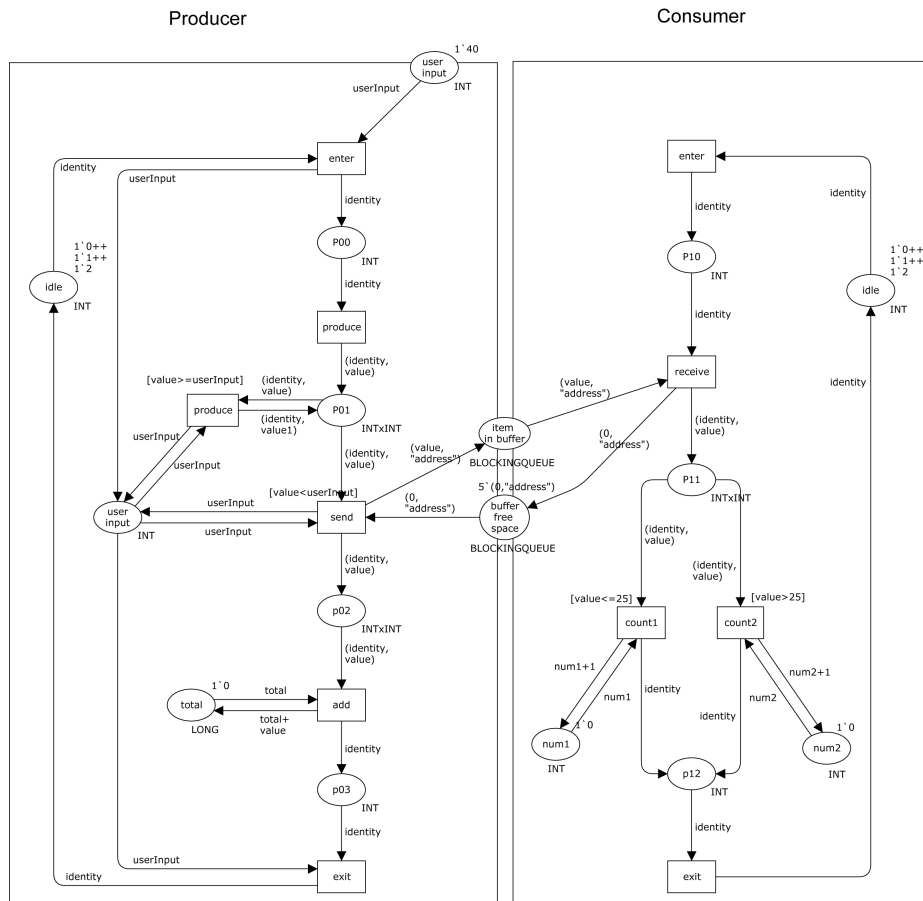 Producer
Consumer
1`40
user
input
INT
userInput
enter
identity
userInput
identity
P00
INT
1`0++
1`1++
1`2
idle
INT
identity
produce
(identity,
value)
[value>=userInput]
(identity,
value)
produce
P01
(identity,
value1)
INTxINT
userInput
userInput
(identity,
value)
(value,
"address")
item
in buffer
BLOCKINGQUEUE
[value<userInput]
(0,
"address")
5`(0,"address")
user
input
INT
userInput
userInput
send
buffer
free
space
BLOCKINGQUEUE
(identity,
value)
p02
INTxINT
(identity,
value)
1`0
total
total
LONG
total+
value
add
identity
p03
INT
identity
userInput
identity
exit
enter
identity
identity
P10
INT
1`0++
1`1++
1`2
idle
INT
identity
receive
identity
(value,
"address")
(0,
"address")
(identity,
value)
P11
INTxINT
(identity,
value)
(identity,
value)
[value<=25]
[value>25]
count1
count2
num1+1
num1
identity
num2+1
num2
identity
1`0
num1
INT
1`0
num2
INT
p12
INT
identity
exit